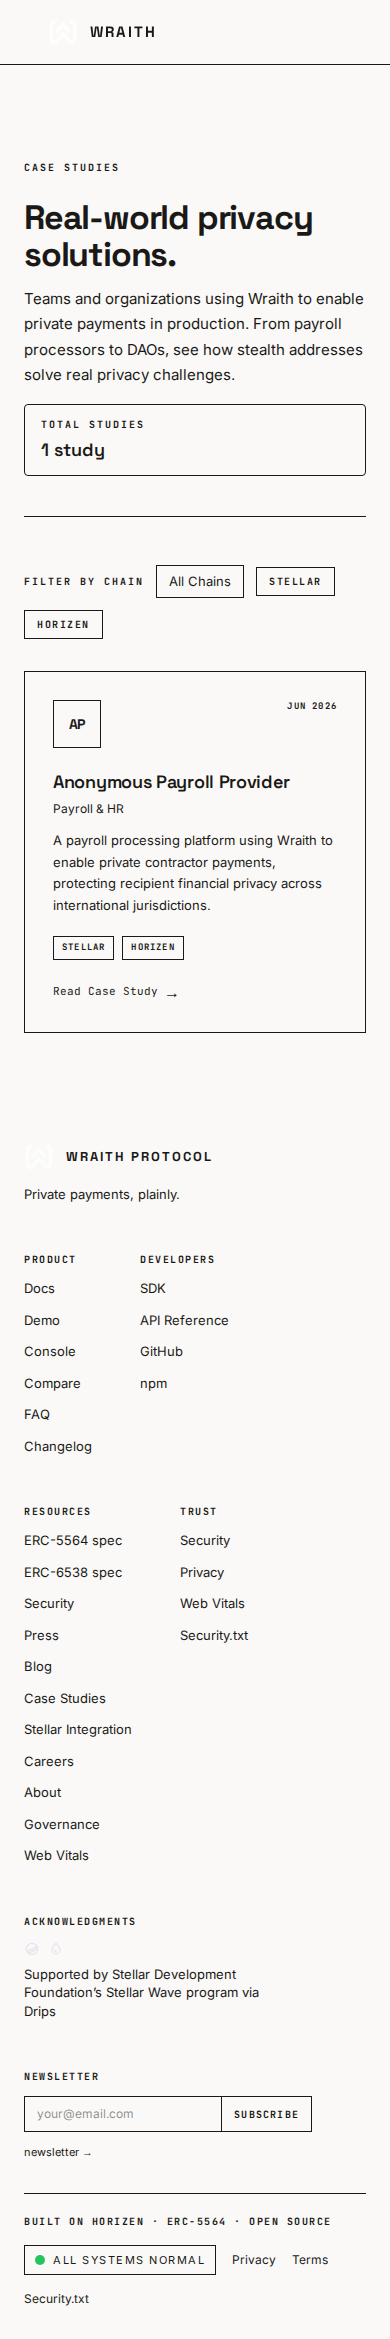 WRAITH
CASE STUDIES
Real-world privacy
solutions.
Teams and organizations using Wraith to enable
private payments in production. From payroll
processors to DAOs, see how stealth addresses
solve real privacy challenges.
TOTAL STUDIES
1 study
FILTER BY CHAIN All Chains STELLAR
HORIZEN
AP JUN 2026
Anonymous Payroll Provider
Payroll & HR
A payroll processing platform using Wraith to
enable private contractor payments,
protecting recipient financial privacy across
international jurisdictions.
STELLAR HORIZEN
Read Case Study →
WRAITH PROTOCOL
Private payments, plainly.
PRODUCT
Docs
Demo
Console
Compare
FAQ
Changelog
DEVELOPERS
SDK
API Reference
GitHub
npm
RESOURCES
ERC-5564 spec
ERC-6538 spec
Security
Press
Blog
Case Studies
Stellar Integration
Careers
About
Governance
Web Vitals
TRUST
Security
Privacy
Web Vitals
Security.txt
ACKNOWLEDGMENTS
Supported by Stellar Development
Foundation’s Stellar Wave program via
Drips
NEWSLETTER
your@email.com SUBSCRIBE
newsletter →
BUILT ON HORIZEN · ERC-5564 · OPEN SOURCE
ALL SYSTEMS NORMAL Privacy Terms
Security.txt